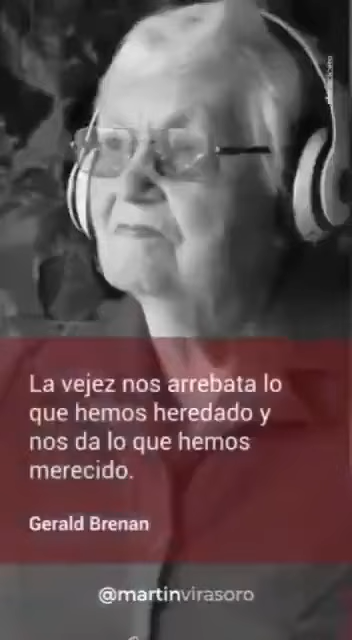 La vejez nos arrebata lo
que hemos heredado y
nos da lo que hemos
merecido.
Gerald Brenan
@martinvirasoro